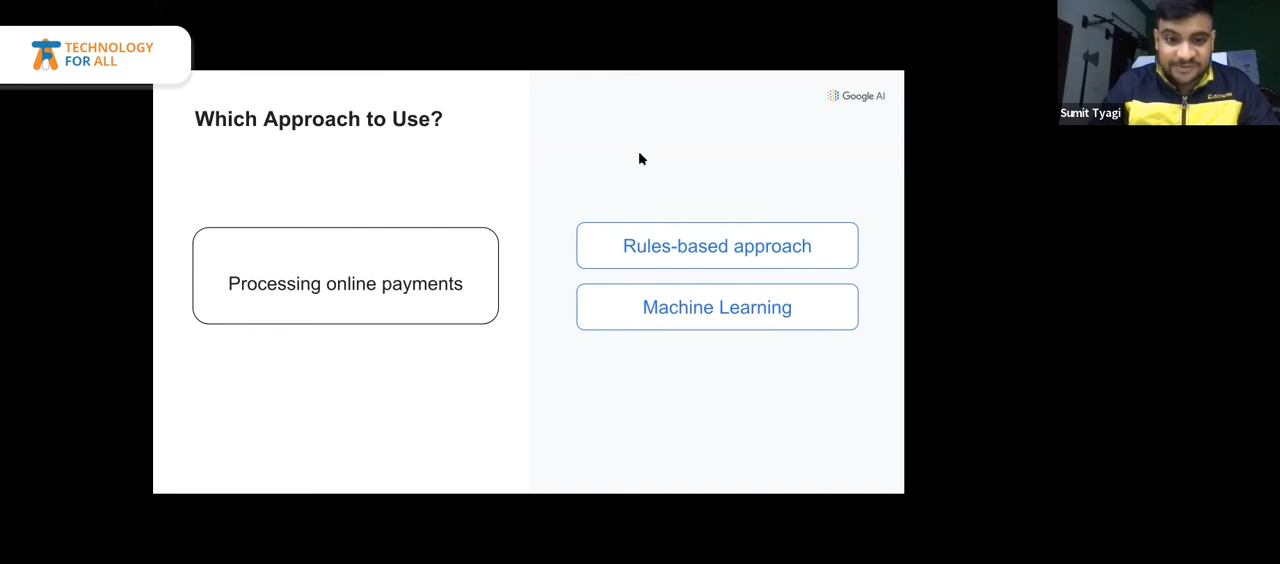 TECHNOLOGY
FOR ALL
Google AI
Which Approach to Use?
Sumit Tyagi
Rules-based approach
Processing online payments
Machine Learning